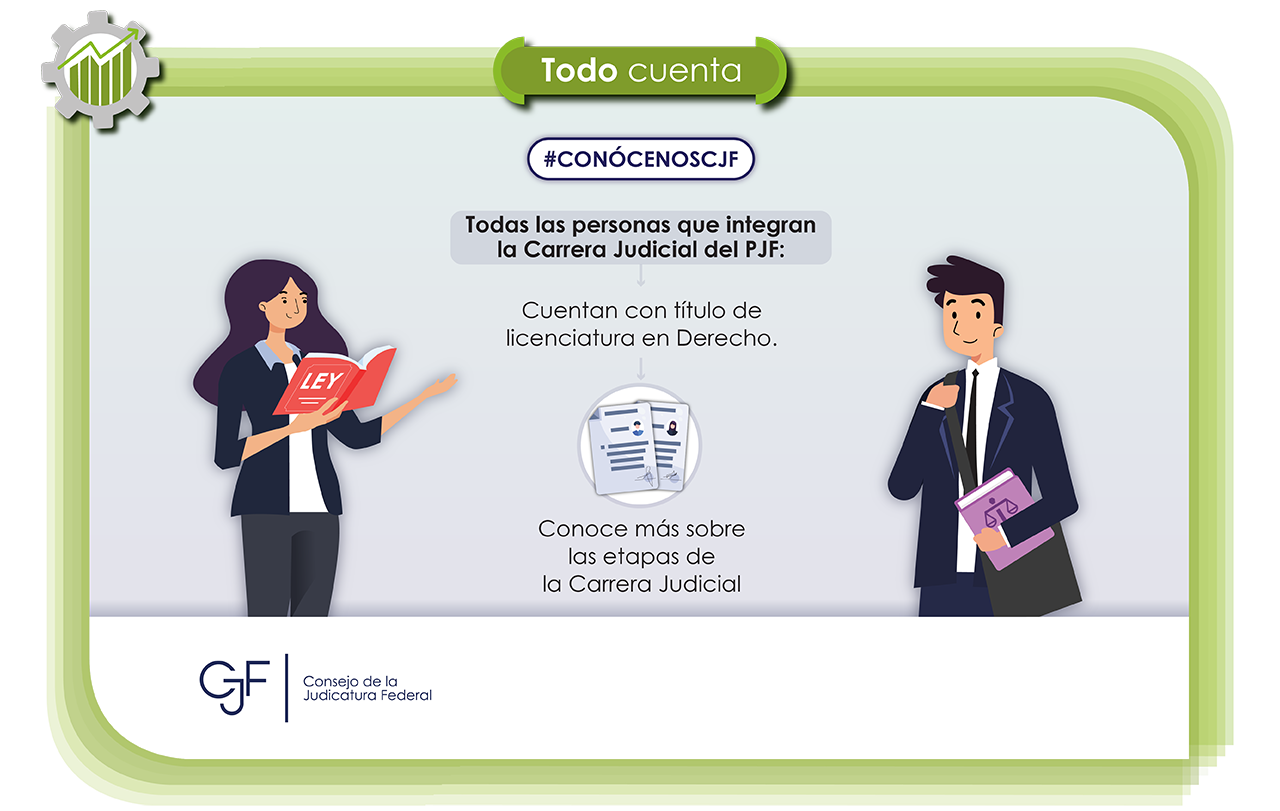 Todo cuenta
#CONÓCENOSCJF
Todas las personas que integran
la Carrera Judicial del PJF:
Cuentan con título de
licenciatura en Derecho.
LEY
Conoce más sobre
las etapas de
la Carrera Judicial
CJF
Consejo de la
Judicatura Federal